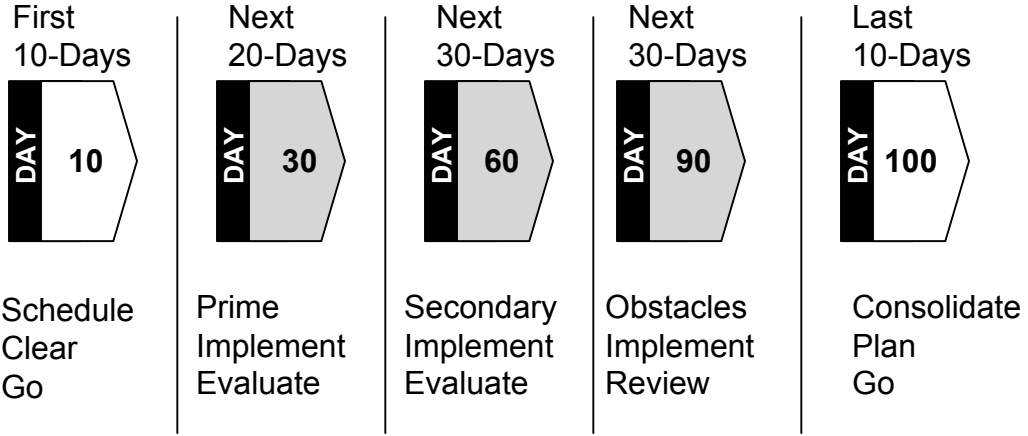 First
10-Days
DAY
10
Schedule
Clear
Go
Next
20-Days
DAY
30
Prime
Implement
Evaluate
Next
30-Days
DAY
60
Secondary
Implement
Evaluate
Next
30-Days
DAY
90
Obstacles
Implement
Review
Last
10-Days
DAY
100
Consolidate
Plan
Go